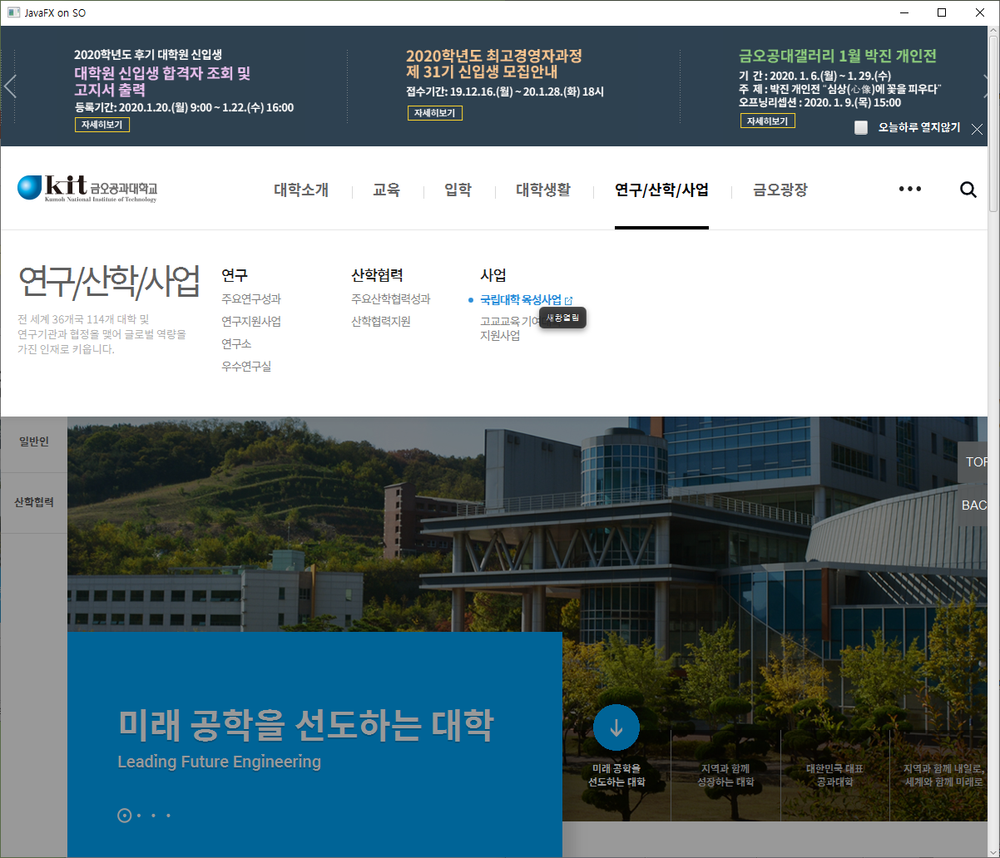 JavaFX on SO
2020학년도 후기 대학원 신입생
대학원 신입생 합격자 조회 및
고지서 출력
등록기간: 2020.1.20.(월) 9:00 ~ 1.22.(수) 16:00
자세히보기
2020학년도 최고경영자과정
제 31기 신입생 모집안내
접수기간: 19.12.16.(월) ~ 20.1.28.(화) 18시
자세히보기
금오공대갤러리 1월 박진 개인전
기 간 : 2020. 1. 6.(월) ~ 1. 29.(수)
주 제 : 박진 개인전 “심상(心像)에 꽃을 피우다”
오프닝리셉션 : 2020. 1. 9.(목) 15:00
자세히보기
오늘하루 열지않기
kit 금오공과대학교
Kumoh National Institute of Technology
대학소개
교육
입학
대학생활
연구/산학/사업
금오광장
연구/산학/사업
전 세계 36개국 114개 대학 및
연구기관과 협정을 맺어 글로벌 역량을
가진 인재로 키웁니다.
연구
주요연구성과
연구지원사업
연구소
우수연구실
산학협력
주요산학협력성과
산학협력지원
사업
국립대학 육성사업
새창열림
고교교육 기여
지원사업
일반인
산학협력
TOP
BAC
미래 공학을 선도하는 대학
Leading Future Engineering
미래 공학을
선도하는 대학
지역과 함께
성장하는 대학
대한민국 대표
공과대학
지역과 함께 내일로,
세계와 함께 미래로